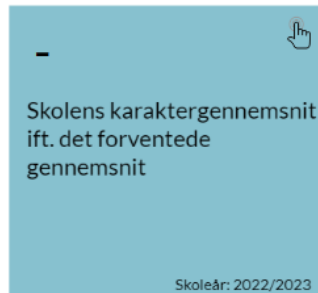 -
Skolens karaktergennemsnit
ift. det forventede
gennemsnit
Skoleår: 2022/2023